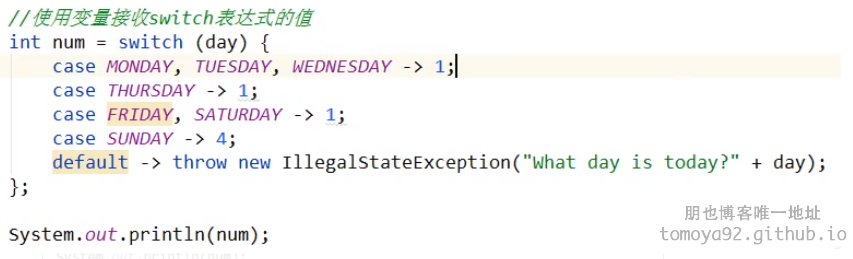 //使用变量接收switch表达式的值
int num = switch (day) {
    case MONDAY, TUESDAY, WEDNESDAY -> 1;
    case THURSDAY -> 1;
    case FRIDAY, SATURDAY -> 1;
    case SUNDAY -> 4;
    default -> throw new IllegalStateException("What day is today?" + day);
};
System.out.println(num);
朋也博客唯一地址
tomoya92.github.io